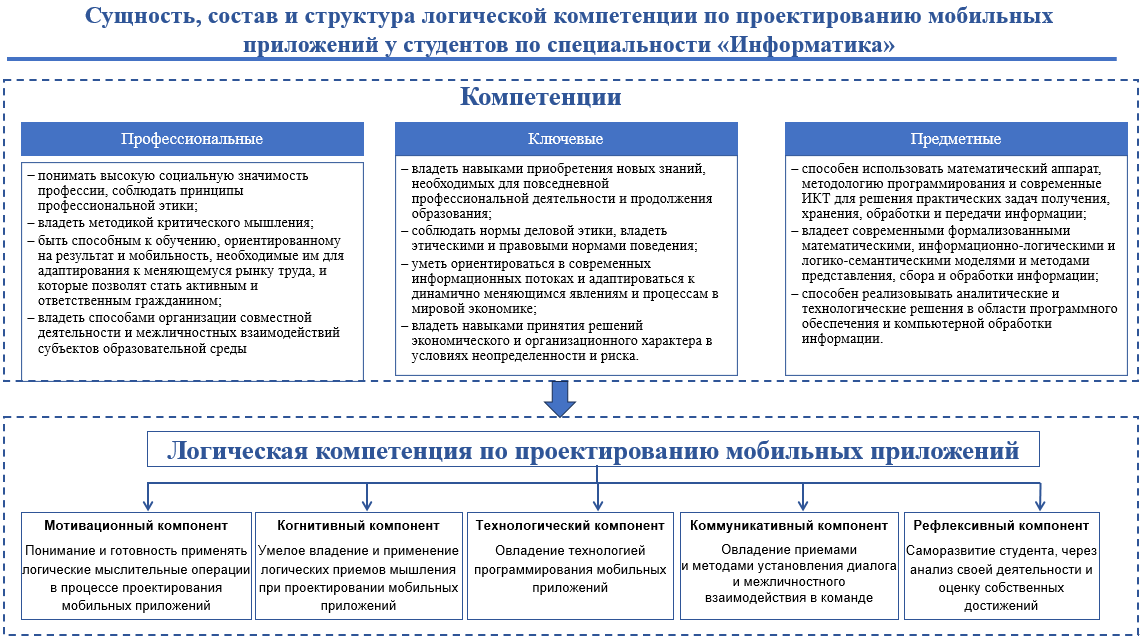 Сущность, состав и структура логической компетенции по проектированию мобильных
приложений у студентов по специальности «Информатика»
Компетенции
Профессиональные
– понимать высокую социальную значимость
профессии, соблюдать принципы
профессиональной этики;
– владеть методикой критического мышления;
– быть способным к обучению, ориентированному
на результат и мобильность, необходимые им для
адаптирования к меняющемуся рынку труда, и
которые позволят стать активным и
ответственным гражданином;
– владеть способами организации совместной
деятельности и межличностных взаимодействий
субъектов образовательной среды
Ключевые
– владеть навыками приобретения новых знаний,
необходимых для повседневной
профессиональной деятельности и продолжения
образования;
– соблюдать нормы деловой этики, владеть
этическими и правовыми нормами поведения;
– уметь ориентироваться в современных
информационных потоках и адаптироваться к
динамично меняющимся явлениям и процессам в
мировой экономике;
– владеть навыками принятия решений
экономического и организационного характера в
условиях неопределенности и риска.
Предметные
– способен использовать математический аппарат,
методологию программирования и современные
ИКТ для решения практических задач получения,
хранения, обработки и передачи информации;
– владеет современными формализованными
математическими, информационно-логическими и
логико-семантическими моделями и методами
представления, сбора и обработки информации;
– способен реализовывать аналитические и
технологические решения в области программного
обеспечения и компьютерной обработки
информации.
Логическая компетенция по проектированию мобильных приложений
Мотивационный компонент
Понимание и готовность применять
логические мыслительные операции
в процессе проектирования
мобильных приложений
Когнитивный компонент
Умелое владение и применение
логических приемов мышления
при проектировании мобильных
приложений
Технологический компонент
Овладение технологией
программирования мобильных
приложений
Коммуникативный компонент
Овладение приемами
и методами установления диалога
и межличностного
взаимодействия в команде
Рефлексивный компонент
Саморазвитие студента, через
анализ своей деятельности и
оценку собственных
достижений